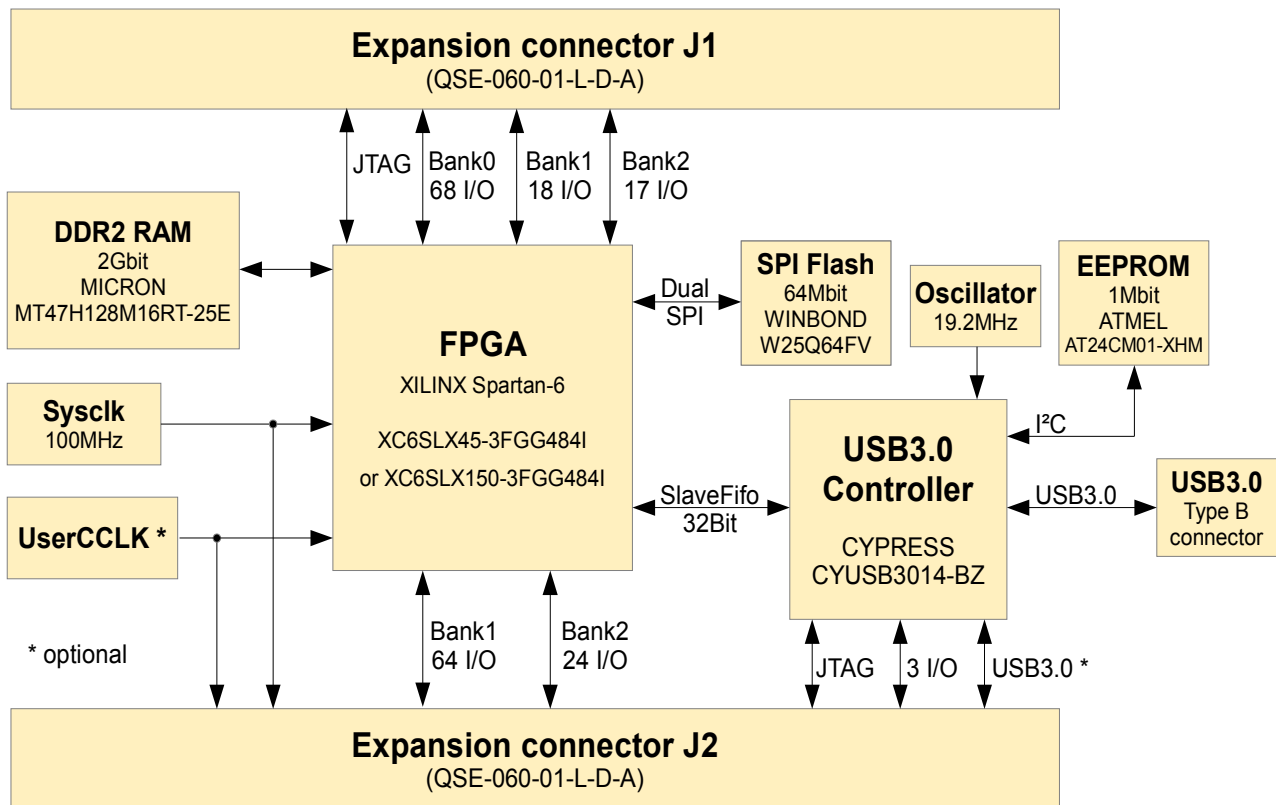 Expansion connector J1
(QSE-060-01-L-D-A)
JTAG
Bank0
68 I/O
Bank1
18 I/O
Bank2
17 I/O
DDR2 RAM
2Gbit
MICRON
MT47H128M16RT-25E
FPGA
XILINX Spartan-6
XC6SLX45-3FGG484I
or XC6SLX150-3FGG484I
Dual
SPI
SPI Flash
64Mbit
WINBOND
W25Q64FV
Oscillator
19.2MHz
EEPROM
1Mbit
ATMEL
AT24CM01-XHM
Sysclk
100MHz
UserCCLK *
I²C
USB3.0
Controller
CYPRESS
CYUSB3014-BZ
SlaveFifo
32Bit
USB3.0
USB3.0
Type B
connector
* optional
Bank1
64 I/O
Bank2
24 I/O
JTAG
3 I/O
USB3.0 *
Expansion connector J2
(QSE-060-01-L-D-A)